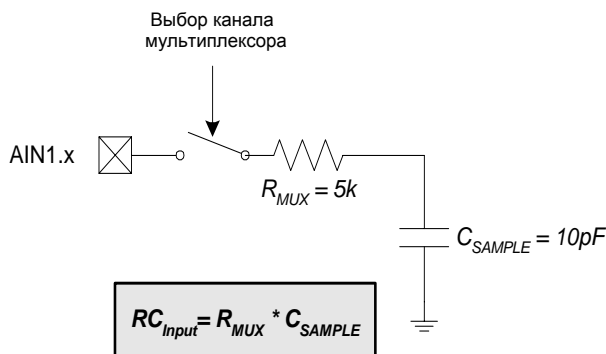 Выбор канала
мультиплексора
AIN1.x
R_MUX = 5k
C_SAMPLE = 10pF
RC_Input = R_MUX * C_SAMPLE